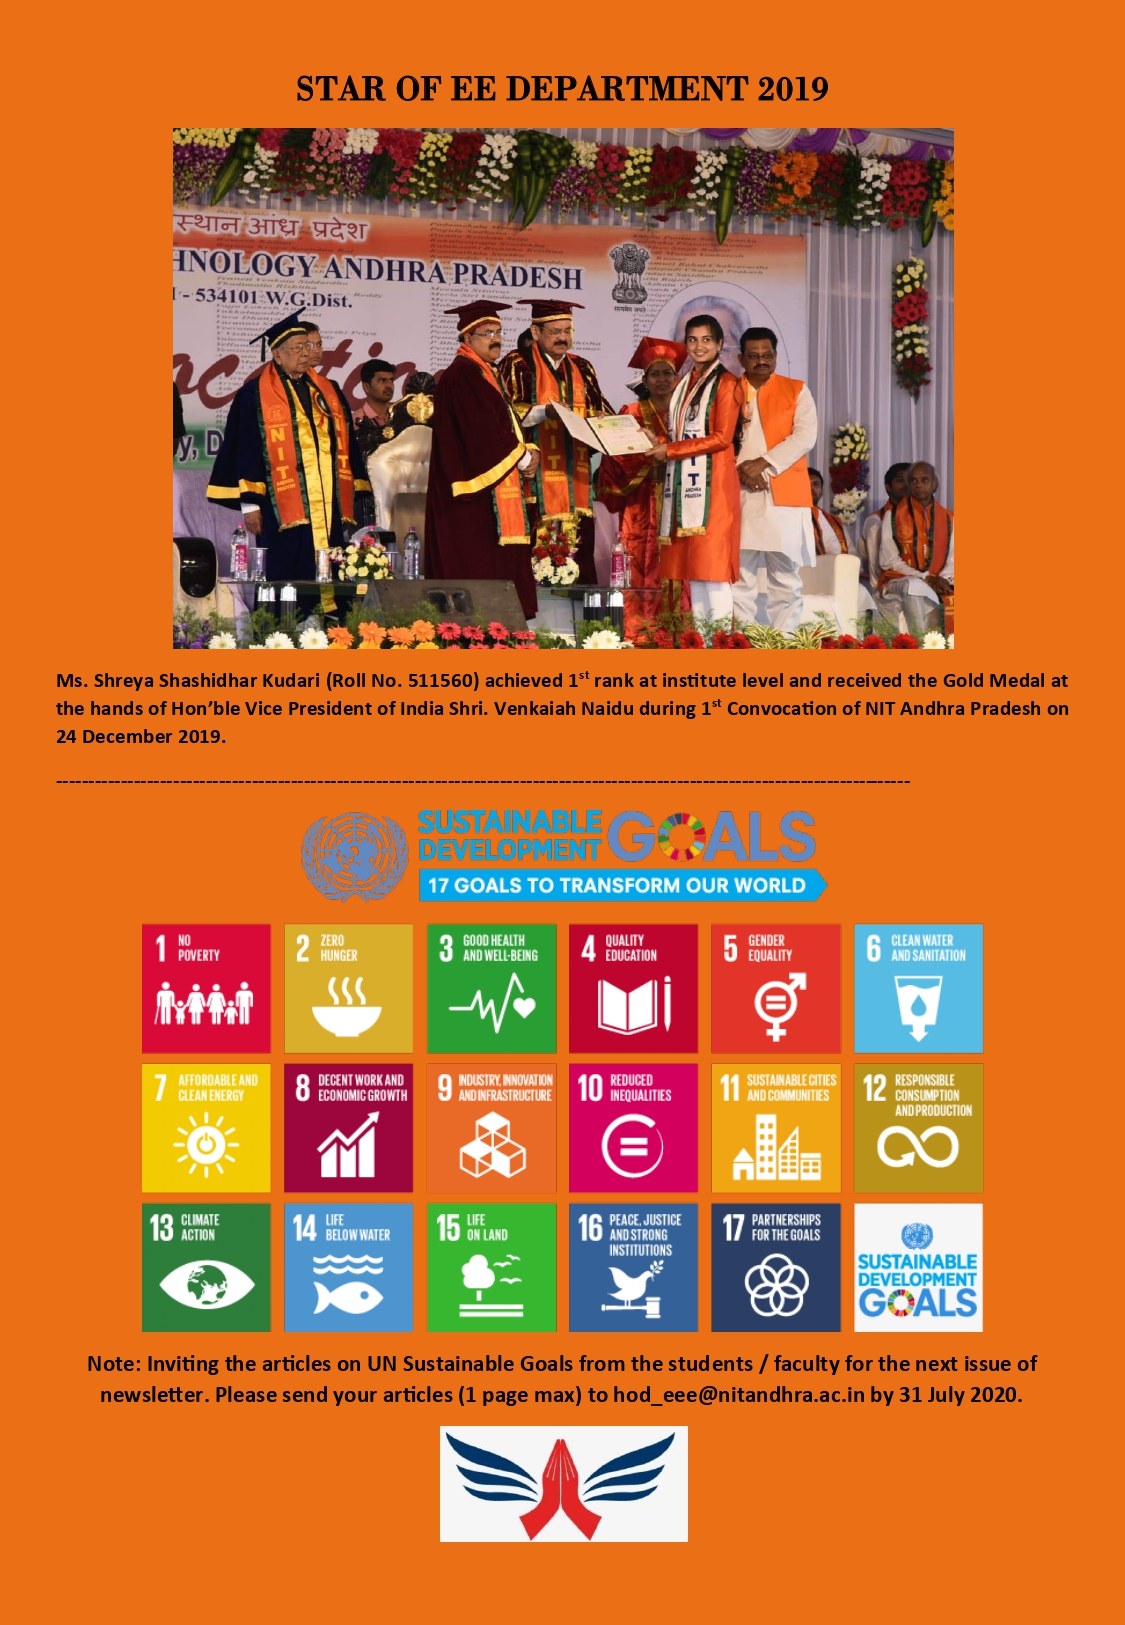 STAR OF EE DEPARTMENT 2019
स्थान आंध्र प्रदेश
HNOLOGY ANDHRA PRADESH
- 534101 W.G.Dist.
NIT
ANDHRA
PRADESH
Ms. Shreya Shashidhar Kudari (Roll No. 511560) achieved 1st rank at institute level and received the Gold Medal at
the hands of Hon’ble Vice President of India Shri. Venkaiah Naidu during 1st Convocation of NIT Andhra Pradesh on
24 December 2019.
SUSTAINABLE
DEVELOPMENT GOALS
17 GOALS TO TRANSFORM OUR WORLD
1 NO
POVERTY
2 ZERO
HUNGER
3 GOOD HEALTH
AND WELL-BEING
4 QUALITY
EDUCATION
5 GENDER
EQUALITY
6 CLEAN WATER
AND SANITATION
7 AFFORDABLE AND
CLEAN ENERGY
8 DECENT WORK AND
ECONOMIC GROWTH
9 INDUSTRY, INNOVATION
AND INFRASTRUCTURE
10 REDUCED
INEQUALITIES
11 SUSTAINABLE CITIES
AND COMMUNITIES
12 RESPONSIBLE
CONSUMPTION
AND PRODUCTION
13 CLIMATE
ACTION
14 LIFE
BELOW WATER
15 LIFE
ON LAND
16 PEACE, JUSTICE
AND STRONG
INSTITUTIONS
17 PARTNERSHIPS
FOR THE GOALS
SUSTAINABLE
DEVELOPMENT
GOALS
Note: Inviting the articles on UN Sustainable Goals from the students / faculty for the next issue of
newsletter. Please send your articles (1 page max) to hod_eee@nitandhra.ac.in by 31 July 2020.